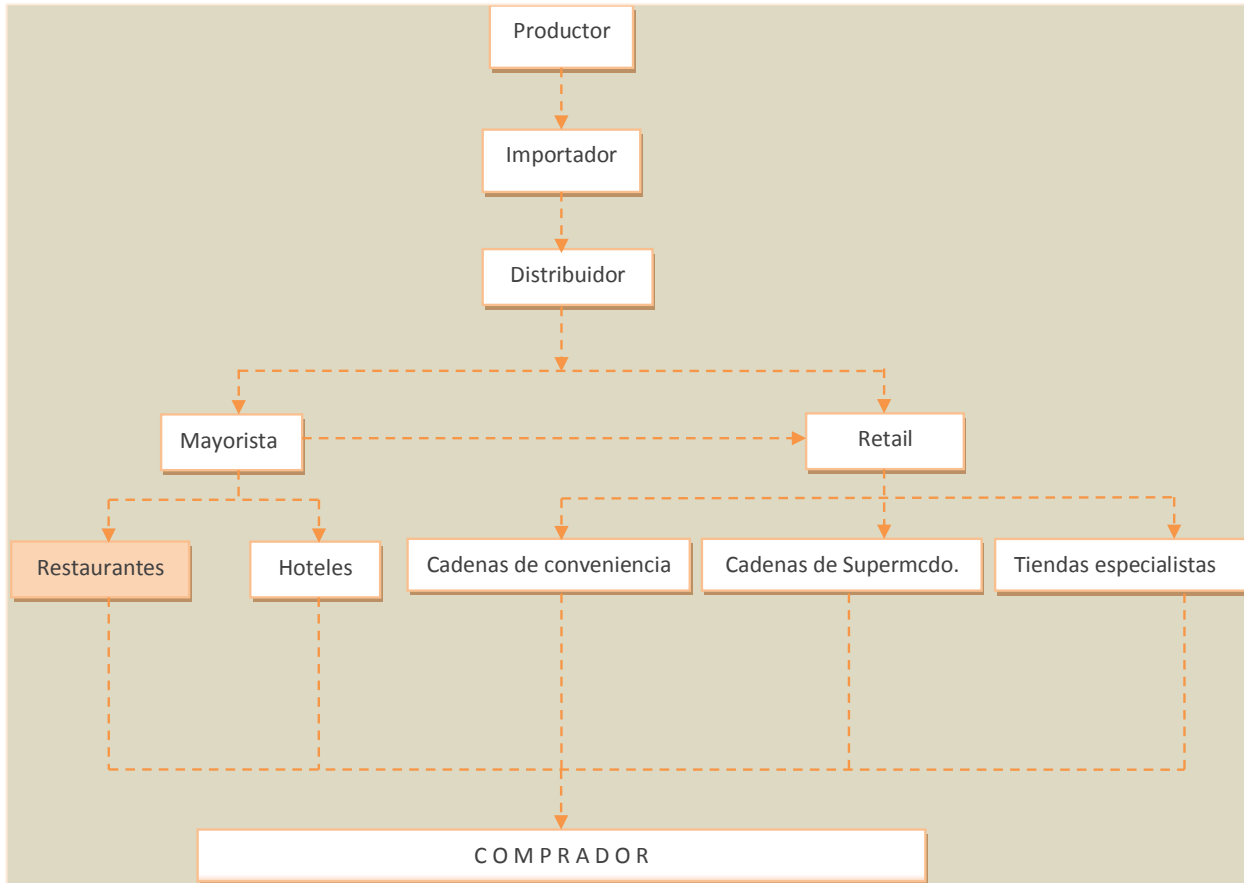 Productor
Importador
Distribuidor
Mayorista
Retail
Restaurantes
Hoteles
Cadenas de conveniencia
Cadenas de Supermcdo.
Tiendas especialistas
C O M P R A D O R